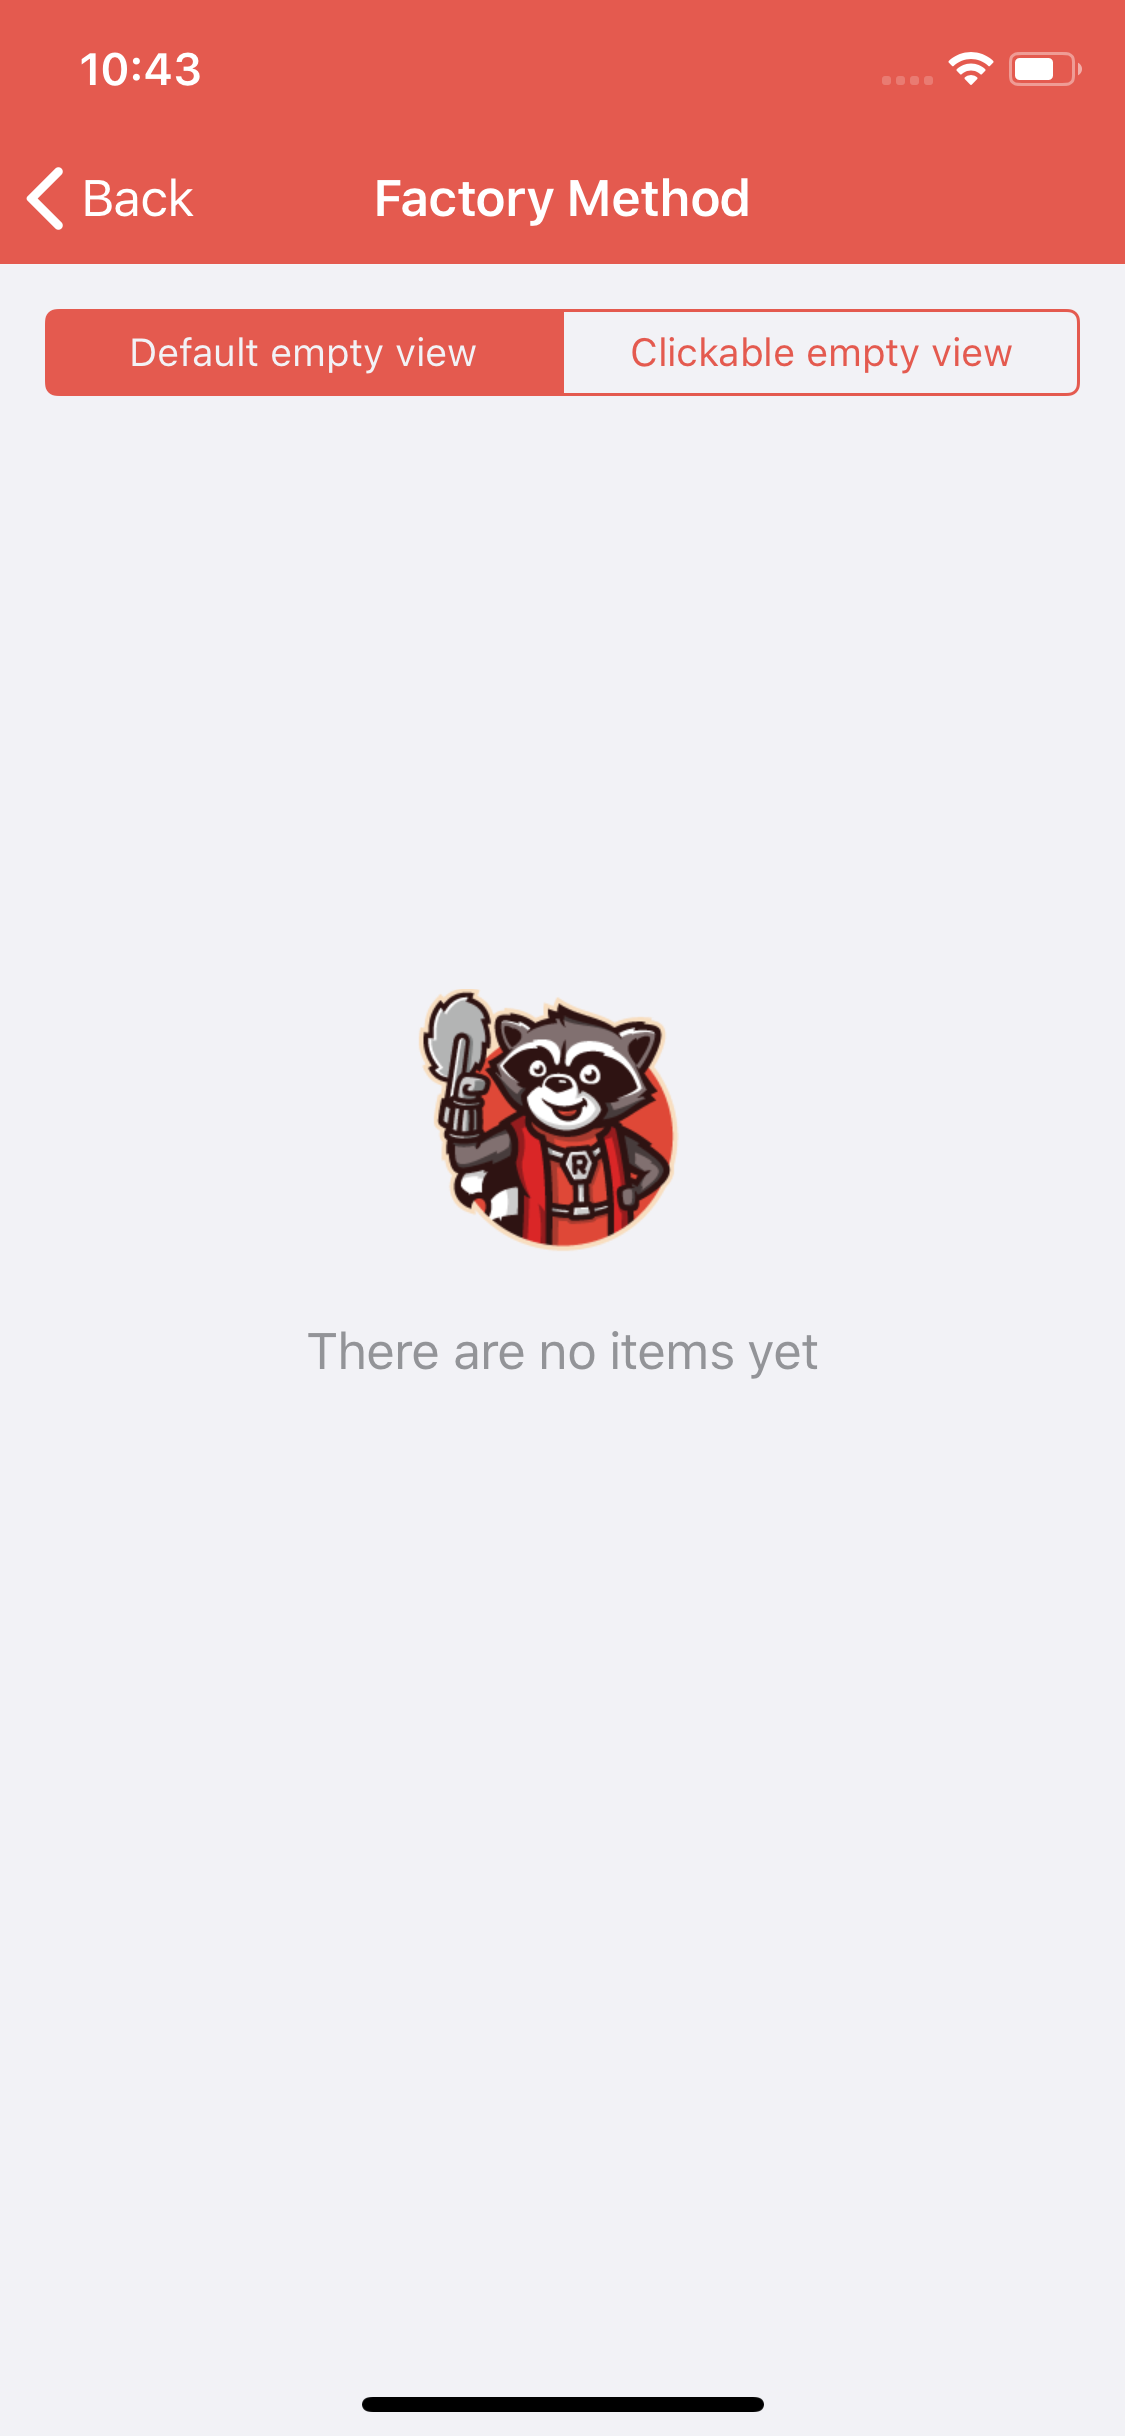 10:43
Back
Factory Method
Default empty view
Clickable empty view
R
There are no items yet